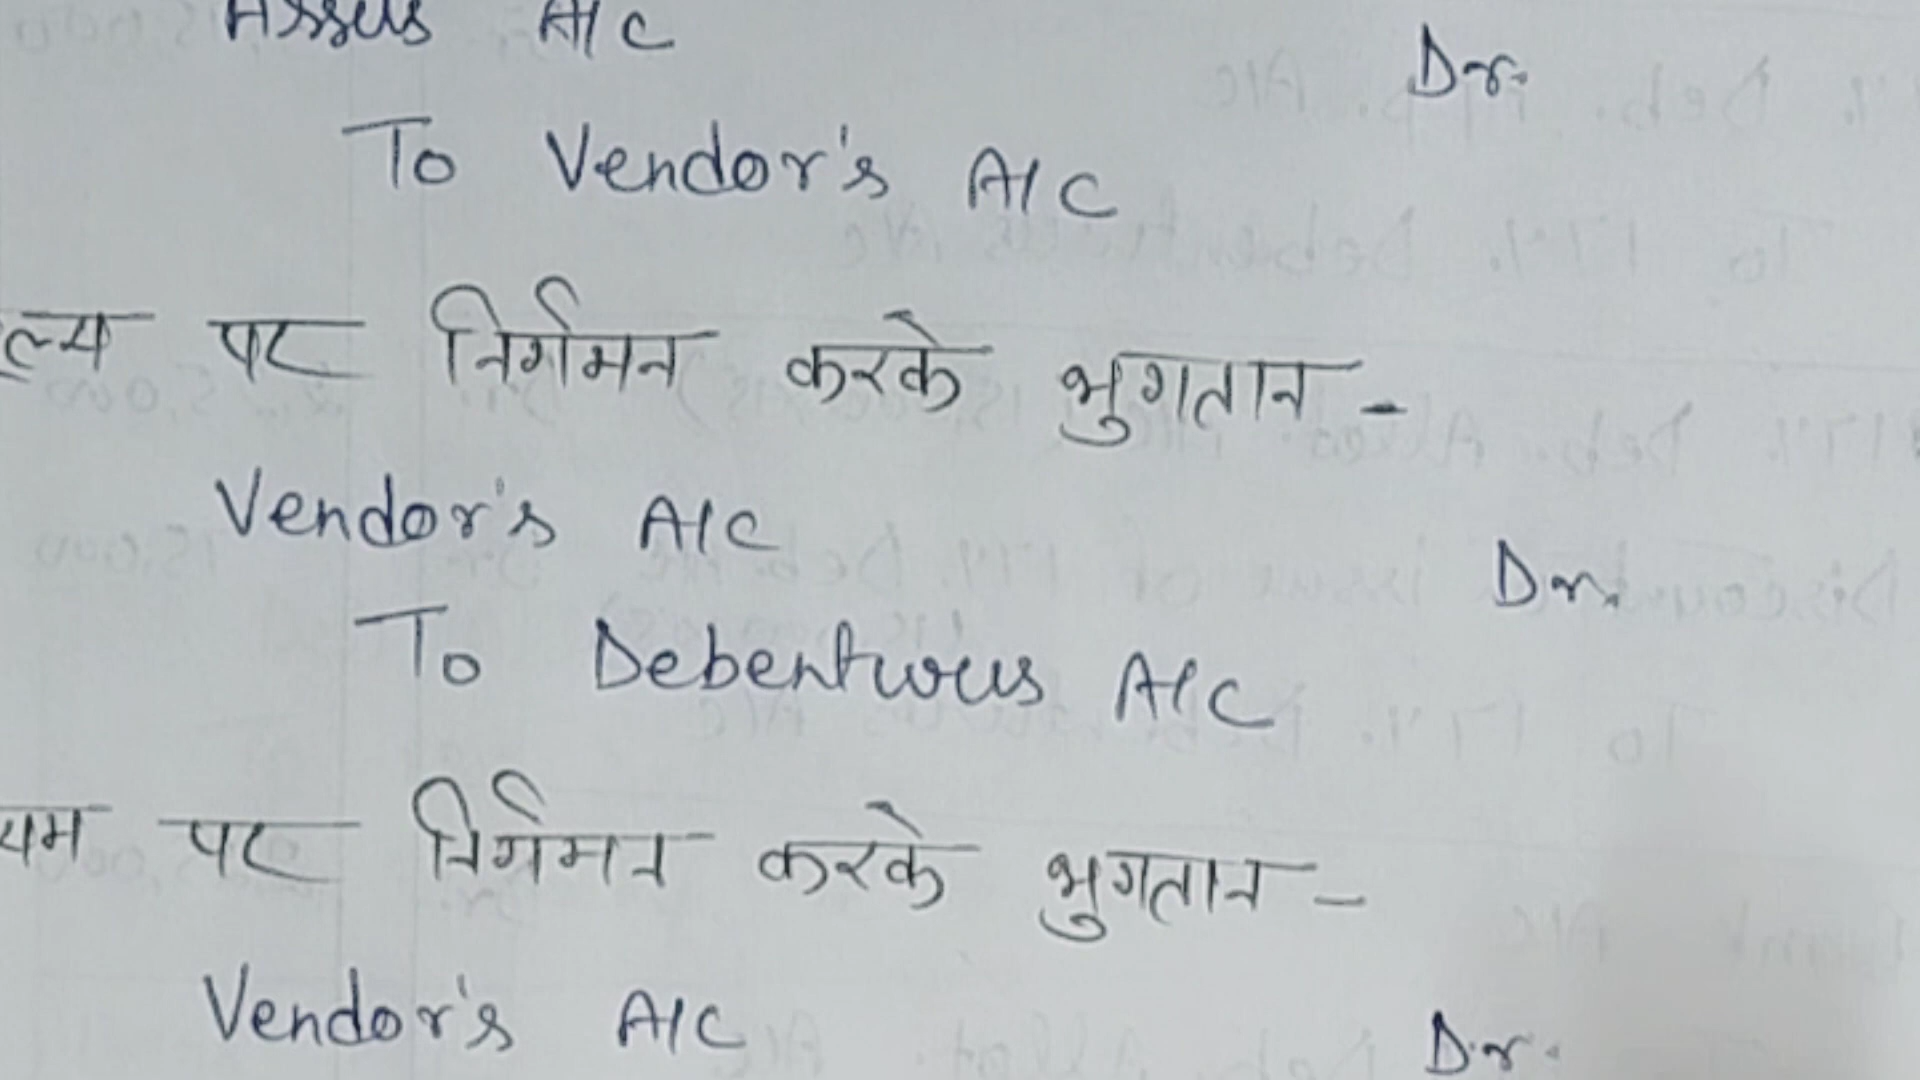 Assets A/C Dr.
To Vendor's A/C
पर निर्गमन करके भुगतान -
Vendor's A/C Dr.
To Debentures A/C
पर निर्गमन करके भुगतान -
Vendor's A/C Dr.